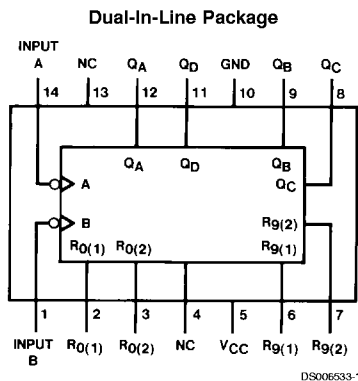 Dual-In-Line Package
INPUT
A NC QA QD GND QB QC
14 13 12 11 10 9 8
QA QD QB
QC
A
B R9(2)
R0(1) R0(2) R9(1)
1 2 3 4 5 6 7
INPUT R0(1) R0(2) NC VCC R9(1) R9(2)
B